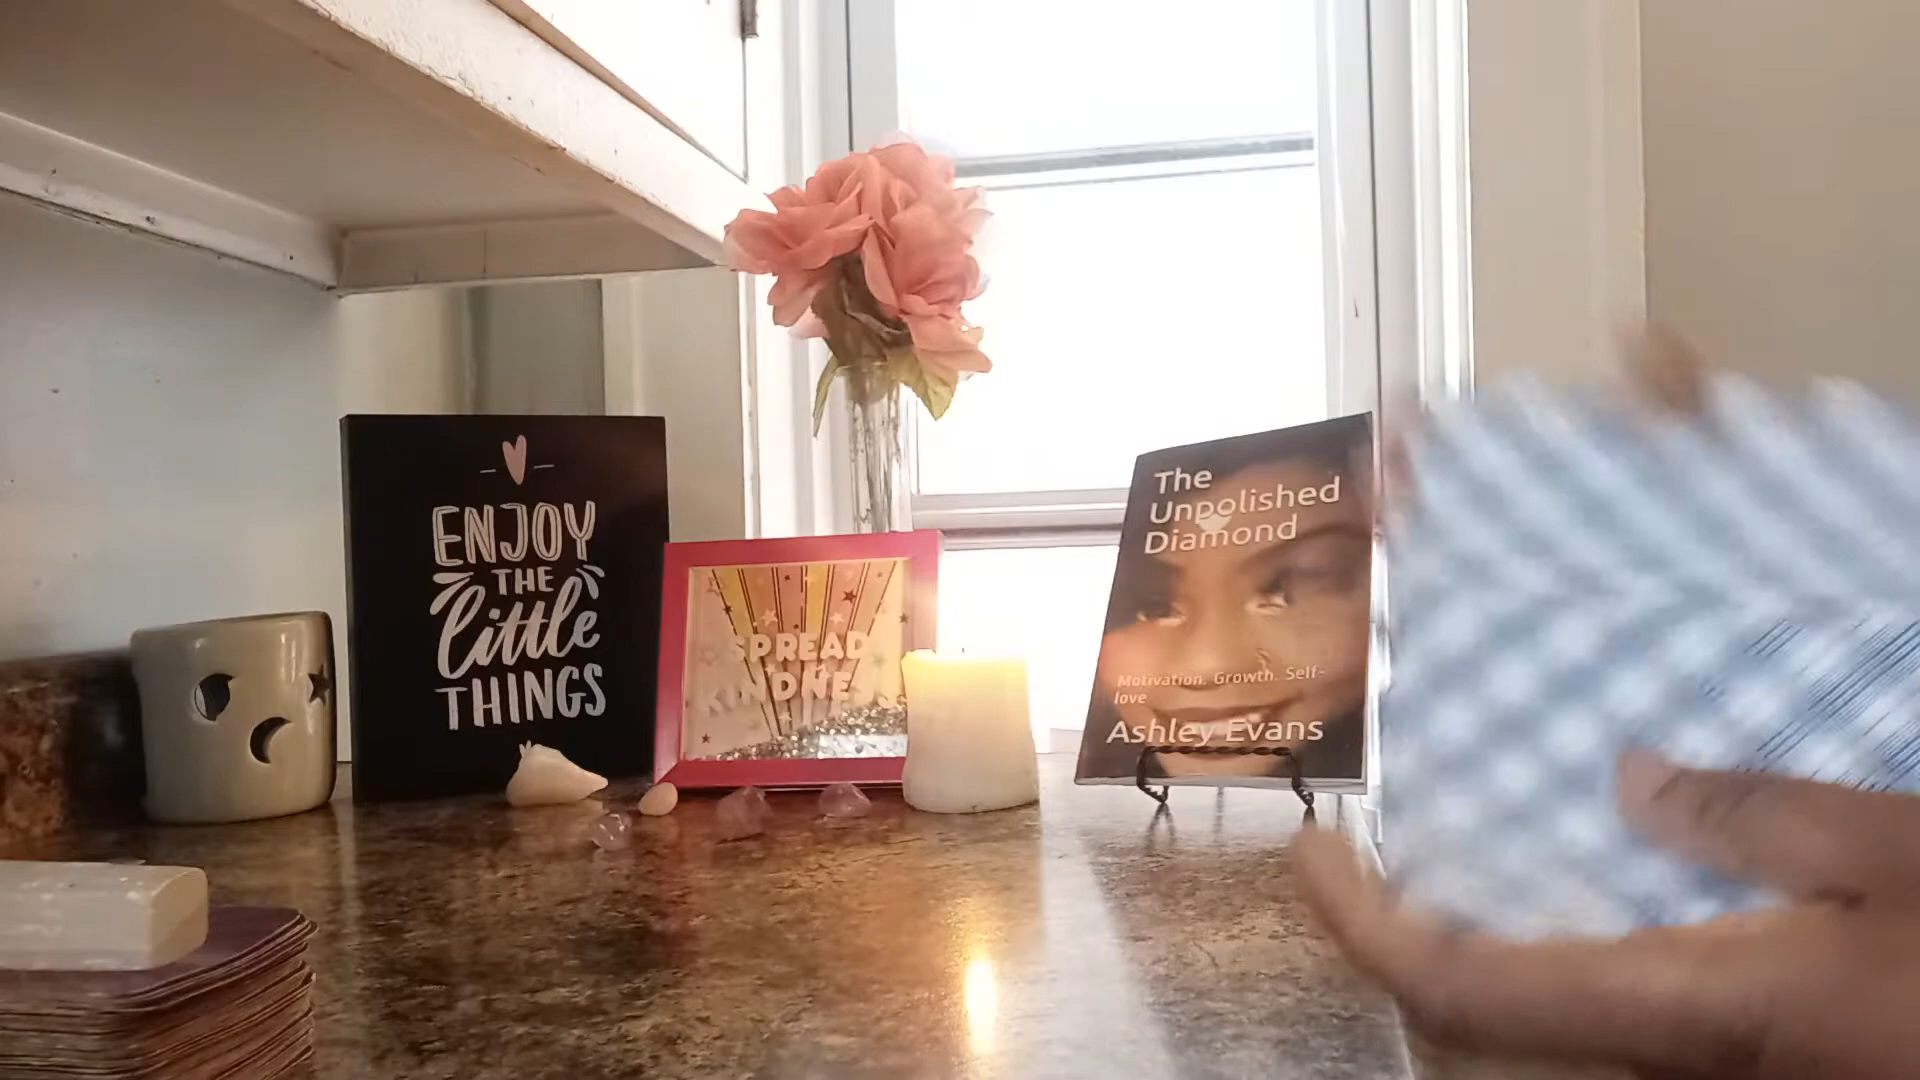 ENJOY
THE
little
THINGS
SPREAD
KINDNESS
The
Unpolished
Diamond
Motivation. Growth. Self-
love
Ashley Evans